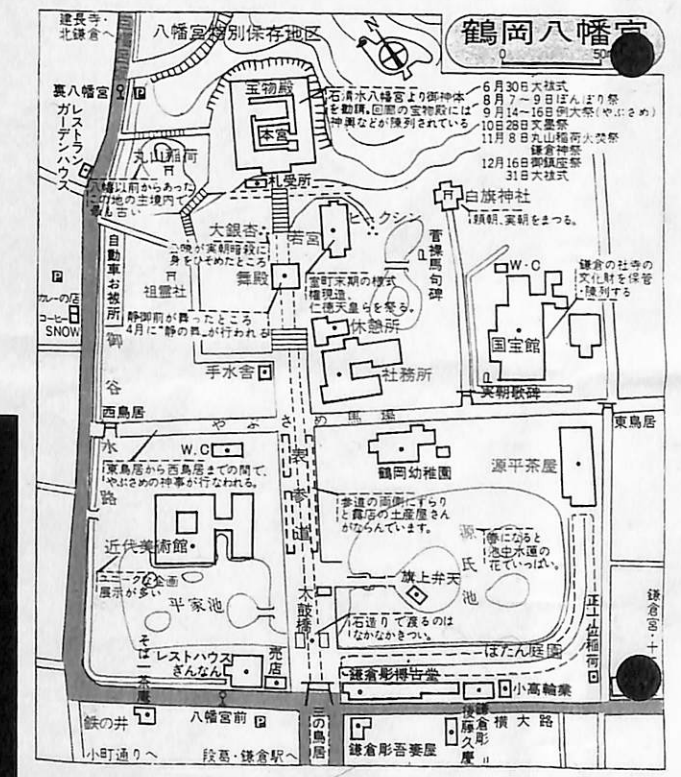 建長寺・
北鎌倉へ
八幡宮特別保存地区
N
鶴岡八幡宮
0 50m
裏八幡宮
P
レストラン
ガーデンハウス
宝物殿
本宮
石清水八幡宮より御神体
を勧請。回廊の宝物殿には
神輿などが陳列されている
6月30日大祓式
8月7〜9日ぼんぼり祭
9月14〜16日例大祭(やぶさめ)
10月28日文墨祭
11月8日丸山稲荷火焚祭
鎌倉神祭
12月16日御鎮座祭
31日大祓式
丸山稲荷
八幡以前からあった
この地の主境内で
最も古い
札受所
白旗神社
頼朝、実朝をまつる。
大銀杏
公暁が実朝暗殺に
身をひそめたところ
若宮
ビャクシン
菅楳馬句碑
自動車お祓所
祖霊社
舞殿
室町末期の様式
権現造、
仁徳天皇らを祭る。
W・C
鎌倉の社寺の
文化財を保管
・陳列する
P
カレーの店
コーヒー
SNOW
静御前が舞ったところ
4月に"静の舞"が行われる
休憩所
国宝館
御谷水路
手水舎
社務所
実朝歌碑
西鳥居
やぶさめ馬場
東鳥居
W.C
東鳥居から西鳥居までの間で、
やぶさめの神事が行なわれる。
表参道
鶴岡幼稚園
源平茶屋
参道の両側にずらり
と露店の土産屋さん
がならんでいます。
近代美術館
源氏池
夢になると
池中水蓮の
花でいっぱい。
ユニークな企画
展示が多い
平家池
旗上弁天
太鼓橋
石造りで渡るのは
なかなかきつい。
正一位稲荷
鎌倉宮・十
ぼたん庭園
そば一茶庵
レストハウス
ぎんなん
売店
鎌倉彫博古堂
小高輪業
鉄の井
八幡宮前
P
三の鳥居
鎌倉彫吾妻屋
鎌倉彫
後藤久慶
横大路
小町通りへ
段葛・鎌倉駅へ